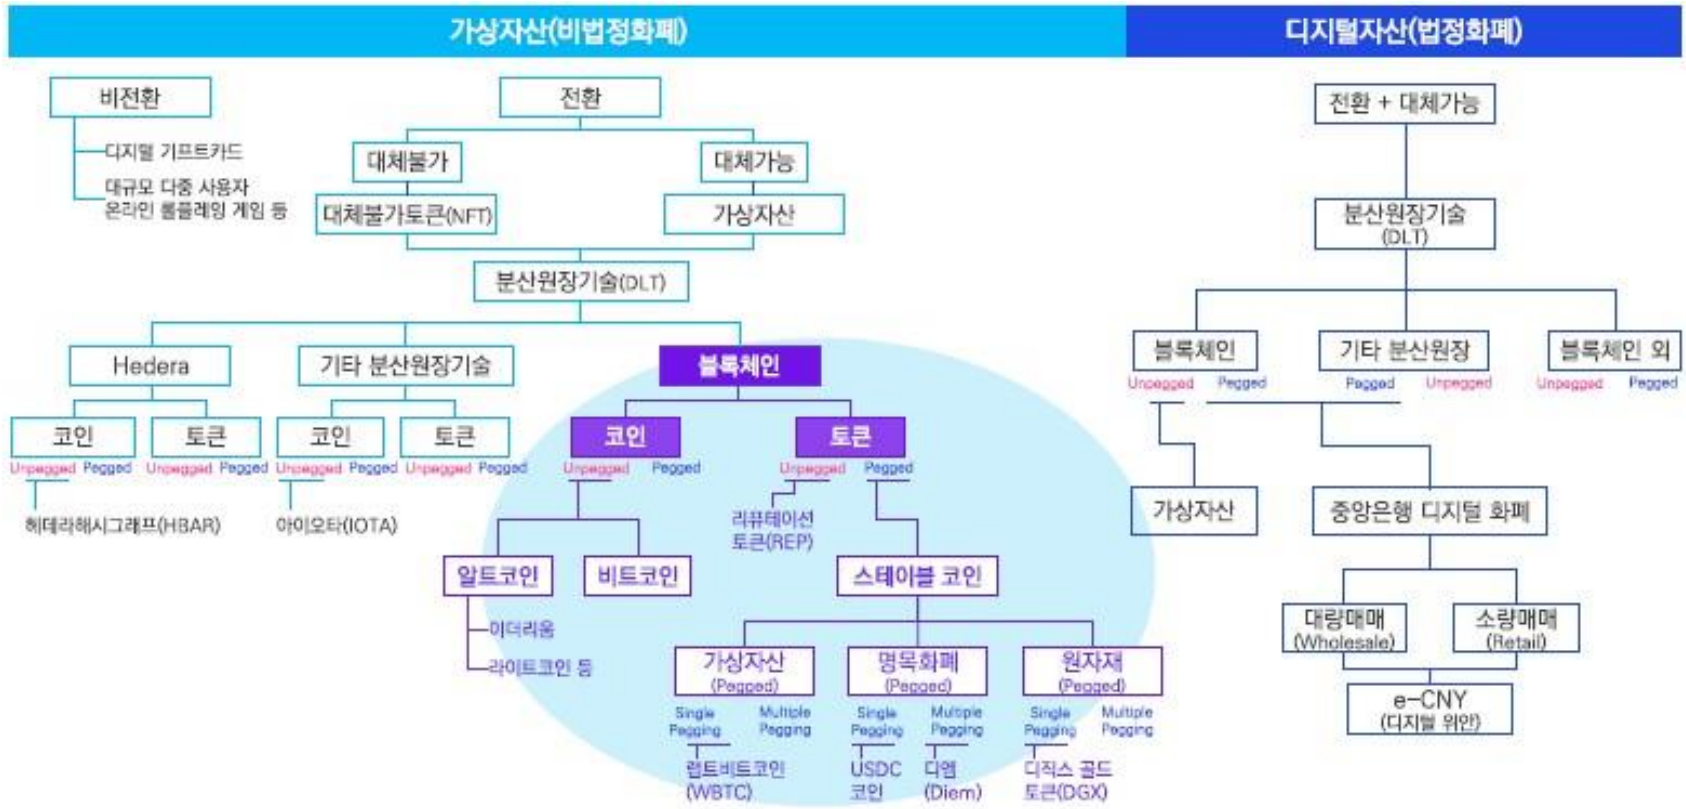 가상자산(비법정화폐)
디지털자산(법정화폐)
비전환
전환
전환 + 대체가능
디지털 기프트카드
대규모 다중 사용자
온라인 롤플레잉 게임 등
대체불가
대체가능
대체불가토큰(NFT)
가상자산
분산원장기술
(DLT)
분산원장기술(DLT)
Hedera
기타 분산원장기술
블록체인
블록체인
기타 분산원장
블록체인 외
Unpegged Pegged
Pegged Unpegged
Unpegged Pegged
코인
토큰
코인
토큰
코인
토큰
Unpegged Pegged
Unpegged Pegged
Unpegged Pegged
Unpegged Pegged
Unpegged Pegged
Unpegged Pegged
헤데라해시그래프(HBAR)
아이오타(IOTA)
리퓨테이션
토큰(REP)
가상자산
중앙은행 디지털 화폐
알트코인
비트코인
스테이블 코인
이더리움
라이트코인 등
대량매매
(Wholesale)
소량매매
(Retail)
가상자산
(Pegged)
명목화폐
(Pegged)
원자재
(Pegged)
e-CNY
(디지털 위안)
Single
Pegging
Multiple
Pegging
Single
Pegging
Multiple
Pegging
Single
Pegging
Multiple
Pegging
랩트비트코인
(WBTC)
USDC
코인
디엠
(Diem)
디직스 골드
토큰(DGX)